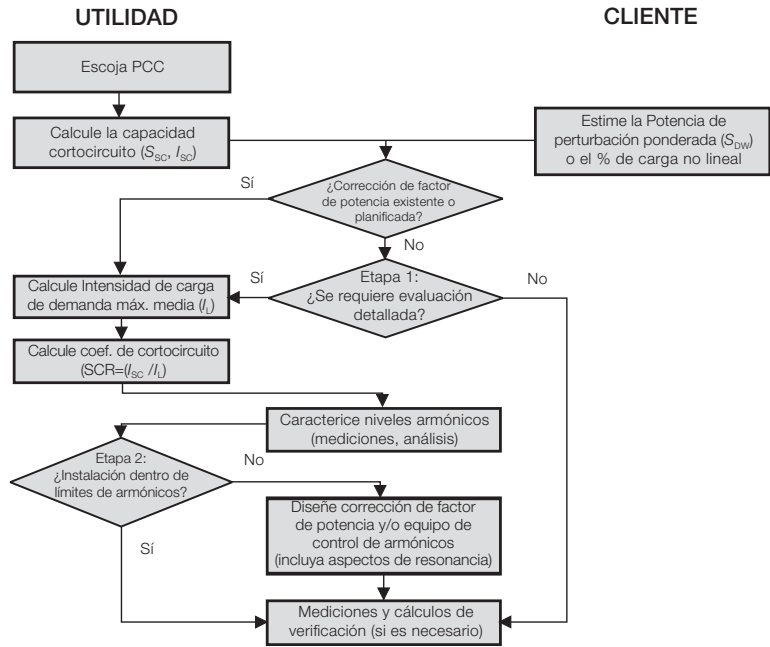 UTILIDAD
CLIENTE
Escoja PCC
Calcule la capacidad
cortocircuito (SSC, ISC)
Estime la Potencia de
perturbación ponderada (SDW)
o el % de carga no lineal
Sí
¿Corrección de factor
de potencia existente o
planificada?
No
Calcule Intensidad de carga
de demanda máx. media (IL)
Sí
Etapa 1:
¿Se requiere evaluación
detallada?
No
Calcule coef. de cortocircuito
(SCR=(ISC /IL)
Caracterice niveles armónicos
(mediciones, análisis)
Etapa 2:
¿Instalación dentro de
límites de armónicos?
No
Sí
Diseñe corrección de factor
de potencia y/o equipo de
control de armónicos
(incluya aspectos de resonancia)
Mediciones y cálculos de
verificación (si es necesario)